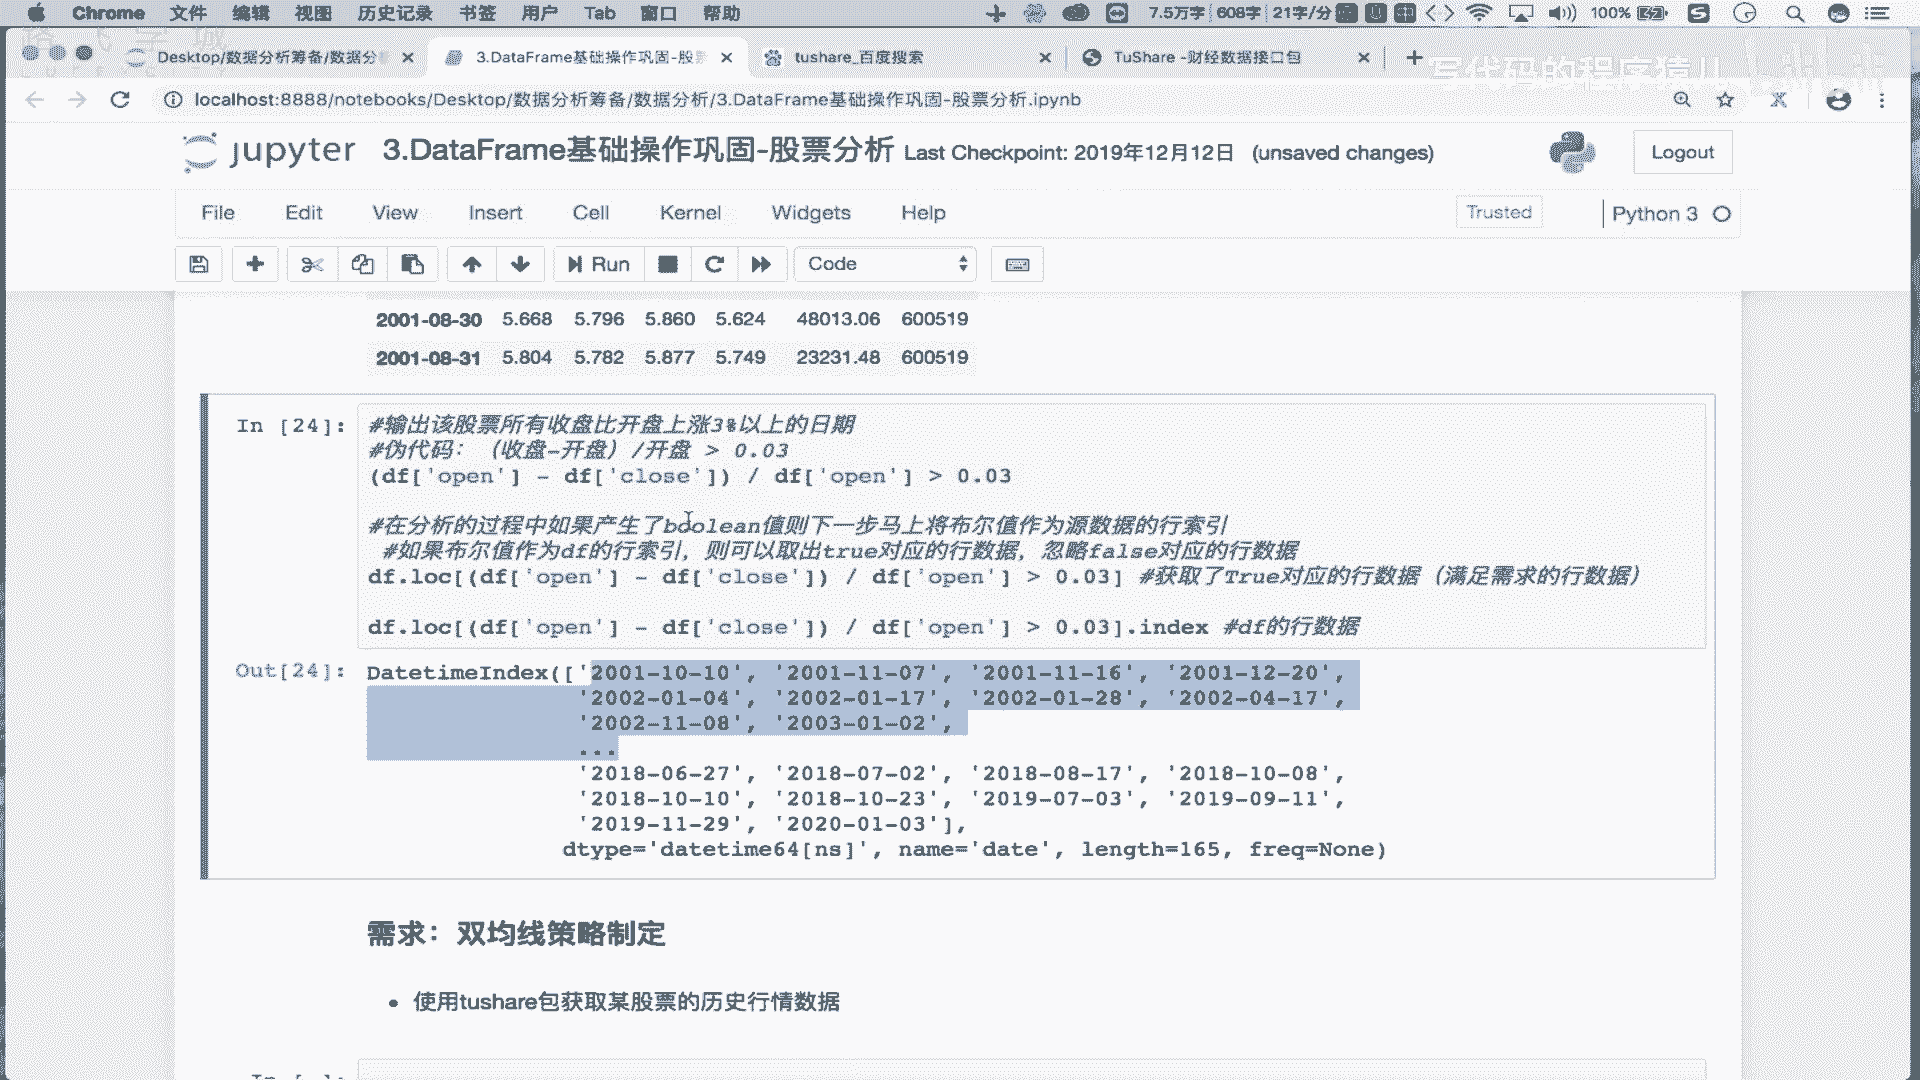 Chrome 文件 编辑 视图 历史记录 书签 用户 Tab 窗口 帮助 7.5万字 608字 21字/分 100%
Desktop/数据分析筹备/数据分 3.DataFrame基础操作巩固-股 tushare_百度搜索 TuShare -财经数据接口包
localhost:8888/notebooks/Desktop/数据分析筹备/数据分析/3.DataFrame基础操作巩固-股票分析.ipynb
jupyter 3.DataFrame基础操作巩固-股票分析 Last Checkpoint: 2019年12月12日 (unsaved changes) Logout
File Edit View Insert Cell Kernel Widgets Help Trusted Python 3
Run Code
2001-08-30 5.668 5.796 5.860 5.624 48013.06 600519
2001-08-31 5.804 5.782 5.877 5.749 23231.48 600519
In [24]: #输出该股票所有收盘比开盘上涨3%以上的日期
#伪代码：（收盘-开盘）/开盘 > 0.03
(df['open'] - df['close']) / df['open'] > 0.03
#在分析的过程中如果产生了boolean值则下一步马上将布尔值作为源数据的行索引
#如果布尔值作为df的行索引，则可以取出true对应的行数据，忽略false对应的行数据
df.loc[(df['open'] - df['close']) / df['open'] > 0.03] #获取了True对应的行数据（满足需求的行数据）
df.loc[(df['open'] - df['close']) / df['open'] > 0.03].index #df的行数据
Out[24]: DatetimeIndex(['2001-10-10', '2001-11-07', '2001-11-16', '2001-12-20',
'2002-01-04', '2002-01-17', '2002-01-28', '2002-04-17',
'2002-11-08', '2003-01-02',
...
'2018-06-27', '2018-07-02', '2018-08-17', '2018-10-08',
'2018-10-10', '2018-10-23', '2019-07-03', '2019-09-11',
'2019-11-29', '2020-01-03'],
dtype='datetime64[ns]', name='date', length=165, freq=None)
需求：双均线策略制定
• 使用tushare包获取某股票的历史行情数据